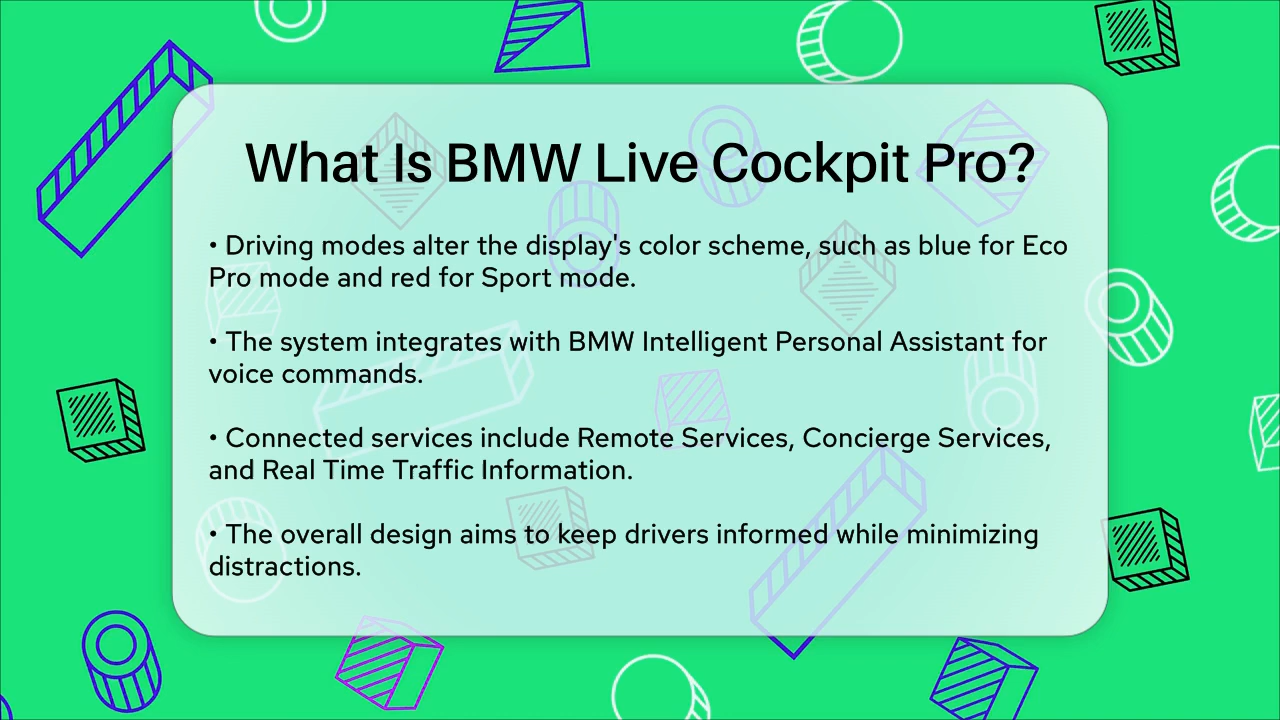 What Is BMW Live Cockpit Pro?
• Driving modes alter the display's color scheme, such as blue for Eco
Pro mode and red for Sport mode.
• The system integrates with BMW Intelligent Personal Assistant for
voice commands.
• Connected services include Remote Services, Concierge Services,
and Real Time Traffic Information.
• The overall design aims to keep drivers informed while minimizing
distractions.